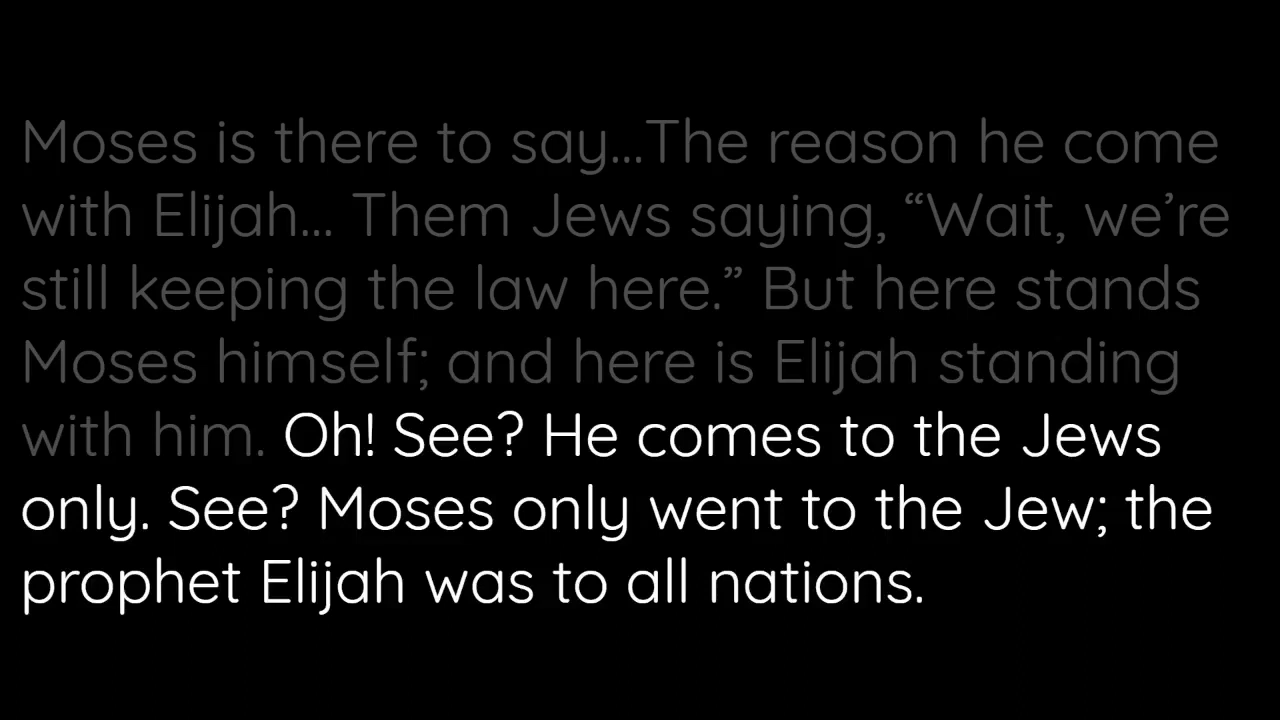 Moses is there to say...The reason he come
with Elijah... Them Jews saying, “Wait, we’re
still keeping the law here.” But here stands
Moses himself; and here is Elijah standing
with him. Oh! See? He comes to the Jews
only. See? Moses only went to the Jew; the
prophet Elijah was to all nations.